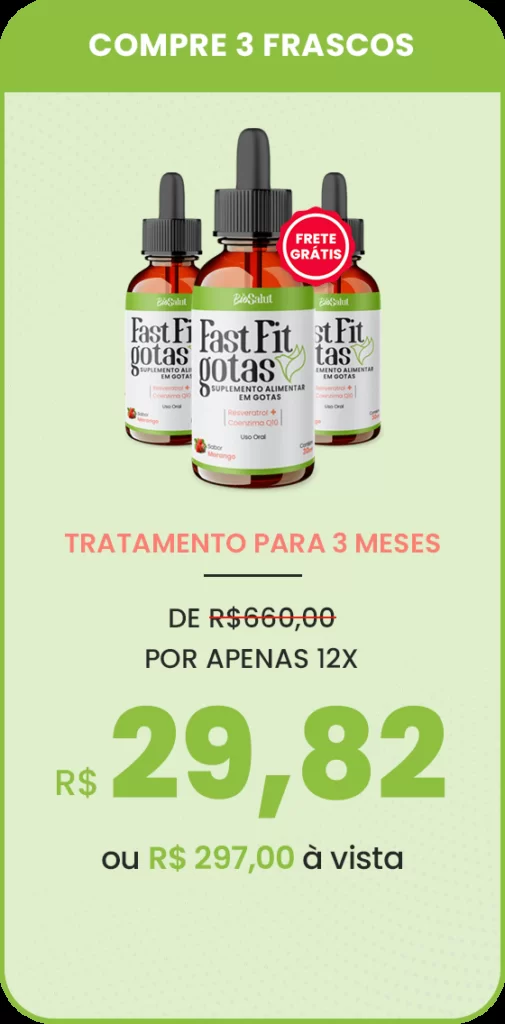 COMPRE 3 FRASCOS
FRETE
GRÁTIS
BioSalut
Fast Fit
gotas
SUPLEMENTO ALIMENTAR
EM GOTAS
Resveratrol +
Coenzima Q10
Uso Oral
Sabor
Morango
TRATAMENTO PARA 3 MESES
DE R$660,00
POR APENAS 12X
R$ 29,82
ou R$ 297,00 à vista